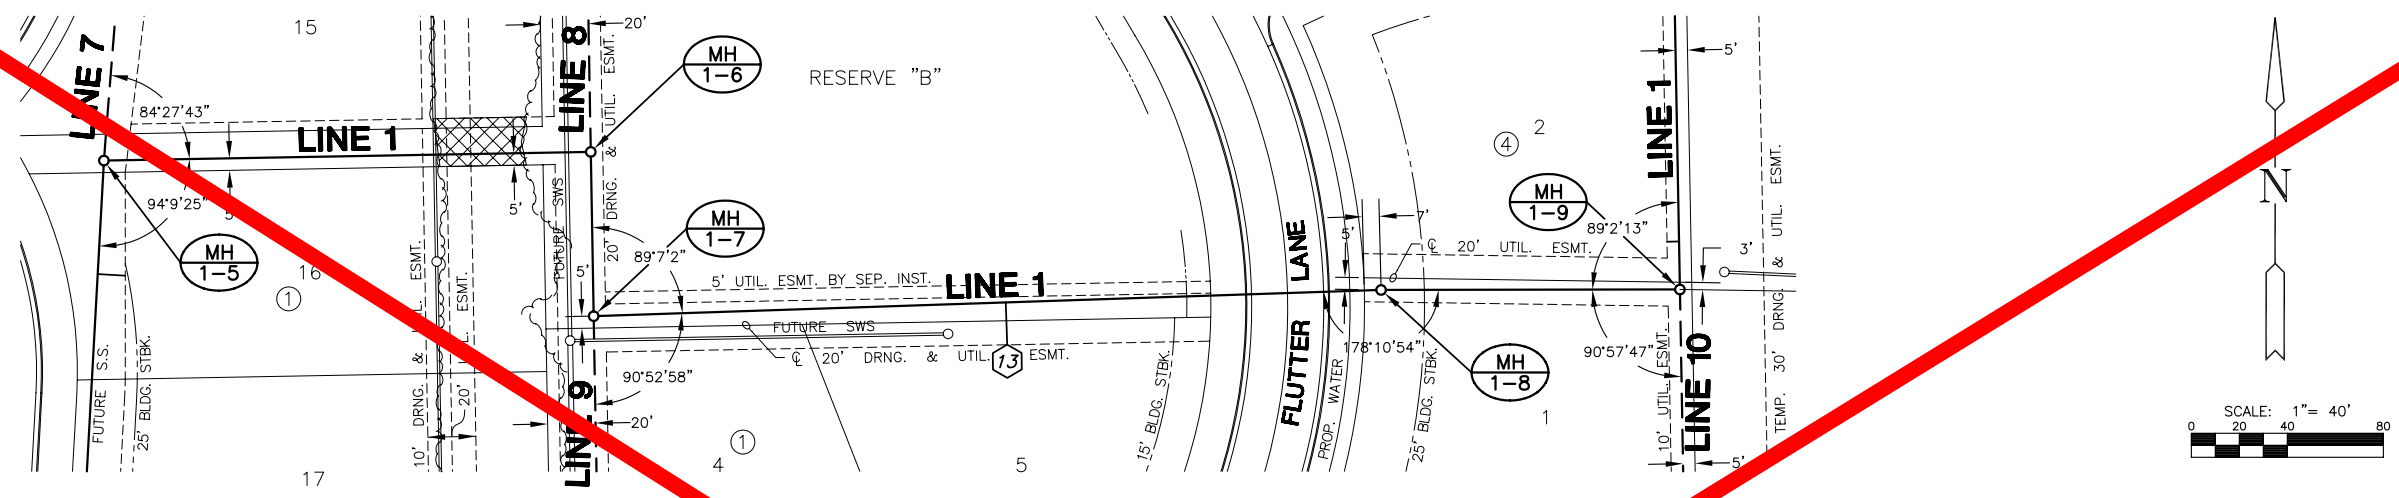 15
LINE 7
LINE 8
20'
MH
1-6
RESERVE "B"
20' DRNG. & UTIL. ESMT.
84°27'43"
LINE 1
94°9'25"
5'
5'
FUTURE SWS
MH
1-5
16
1
MH
1-7
89°7'2"
5'
5' UTIL. ESMT. BY SEP. INST.
LINE 1
FUTURE SWS
℄ 20' DRNG. & UTIL. ESMT.
13
90°52'58"
LINE 9
20'
FUTURE S.S.
25' BLDG. STBK.
10' DRNG. & UTIL. ESMT.
20' ESMT.
20'
17
1
4
5
15' BLDG. STBK.
FLUTTER LANE
PROP. WATER
25' BLDG. STBK.
7'
5'
℄ 20' UTIL. ESMT.
178°10'54"
MH
1-8
4
2
MH
1-9
LINE 1
5'
89°2'13"
3'
90°57'47"
1
10' UTIL. ESMT.
LINE 10
5'
TEMP. 30' DRNG. & UTIL. ESMT.
N
SCALE: 1"= 40'
0 20 40 80